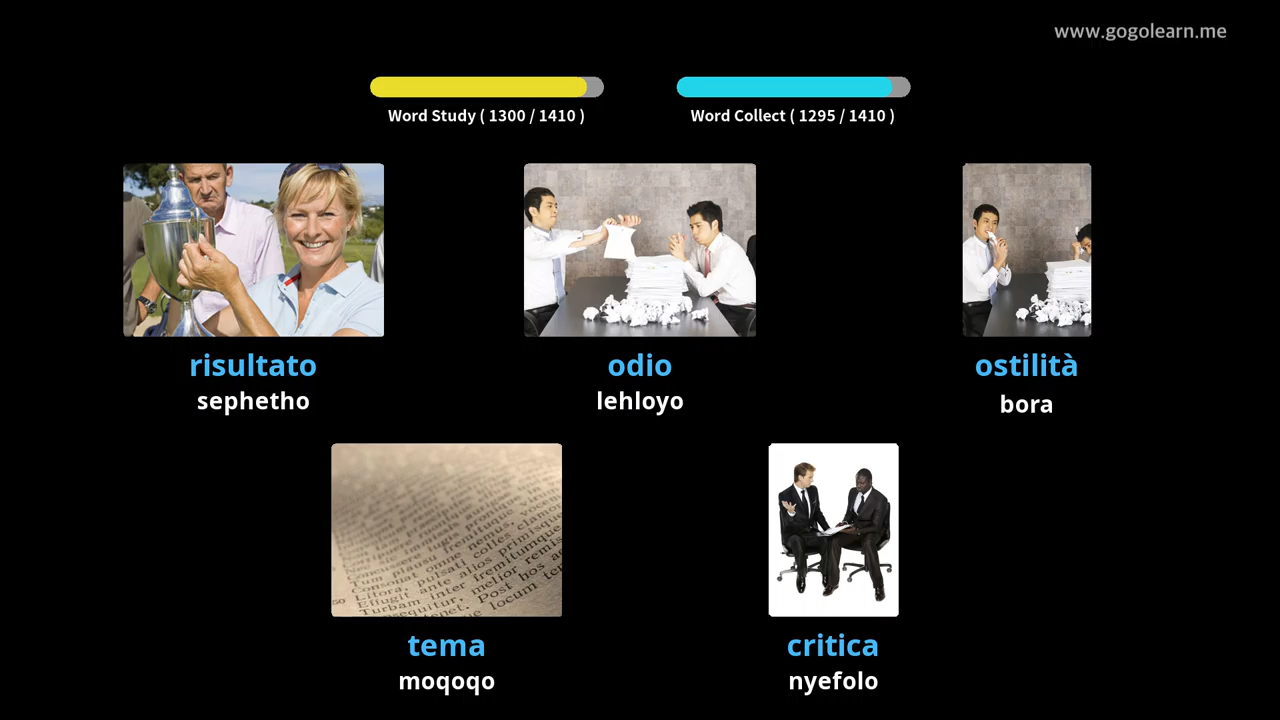 www.gogolearn.me
Word Study ( 1300 / 1410 )
Word Collect ( 1295 / 1410 )
risultato
sephetho
odio
lehloyo
ostilità
bora
tema
moqoqo
critica
nyefolo